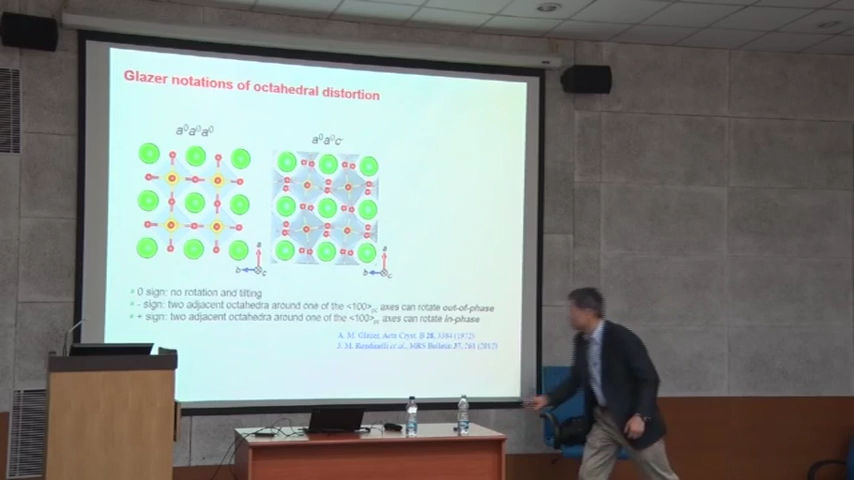 Glazer notations of octahedral distortion
a⁰a⁰a⁰
a⁰a⁰c⁻
a
b
c
a
b
c
0 sign: no rotation and tilting
- sign: two adjacent octahedra around one of the <100>pc axes can rotate out-of-phase
+ sign: two adjacent octahedra around one of the <100>pc axes can rotate in-phase
A. M. Glazer, Acta Cryst. B 28, 3384 (1972)
J. M. Rondinelli et al., MRS Bulletin 37, 261 (2012)